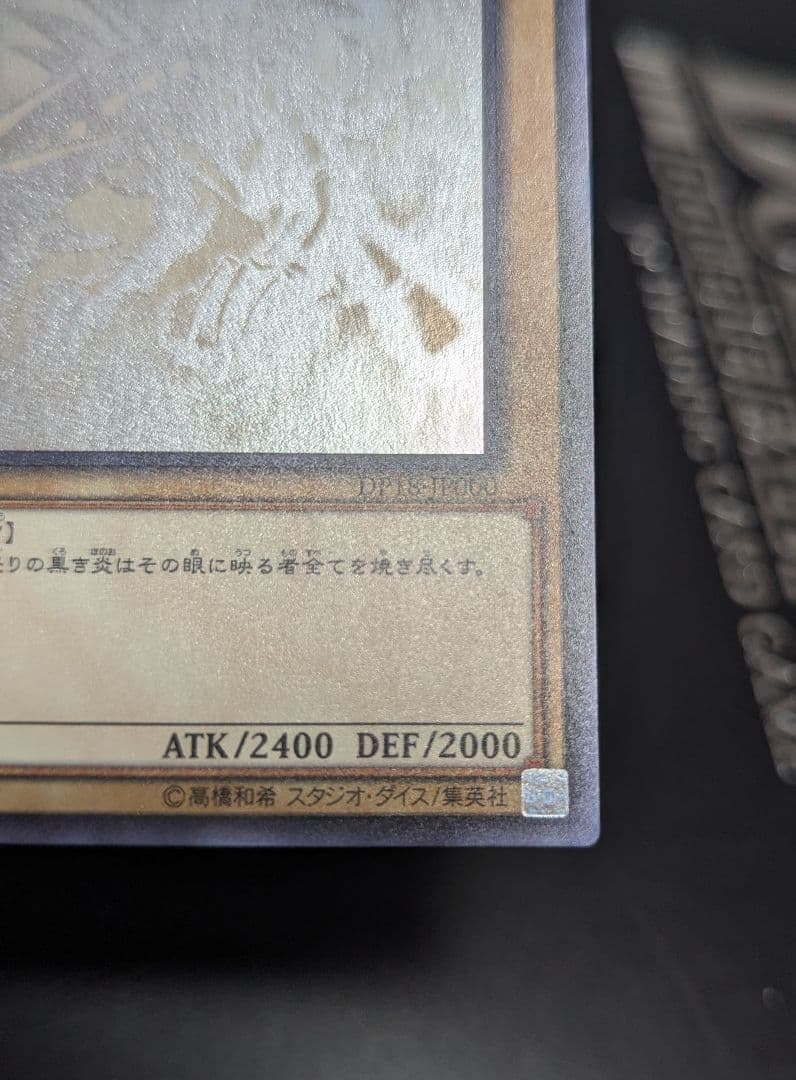 DP18-JP000
】
りの黒き炎はその眼に映る者全てを焼き尽くす。
ATK/2400 DEF/2000
©高橋和希 スタジオ・ダイス/集英社